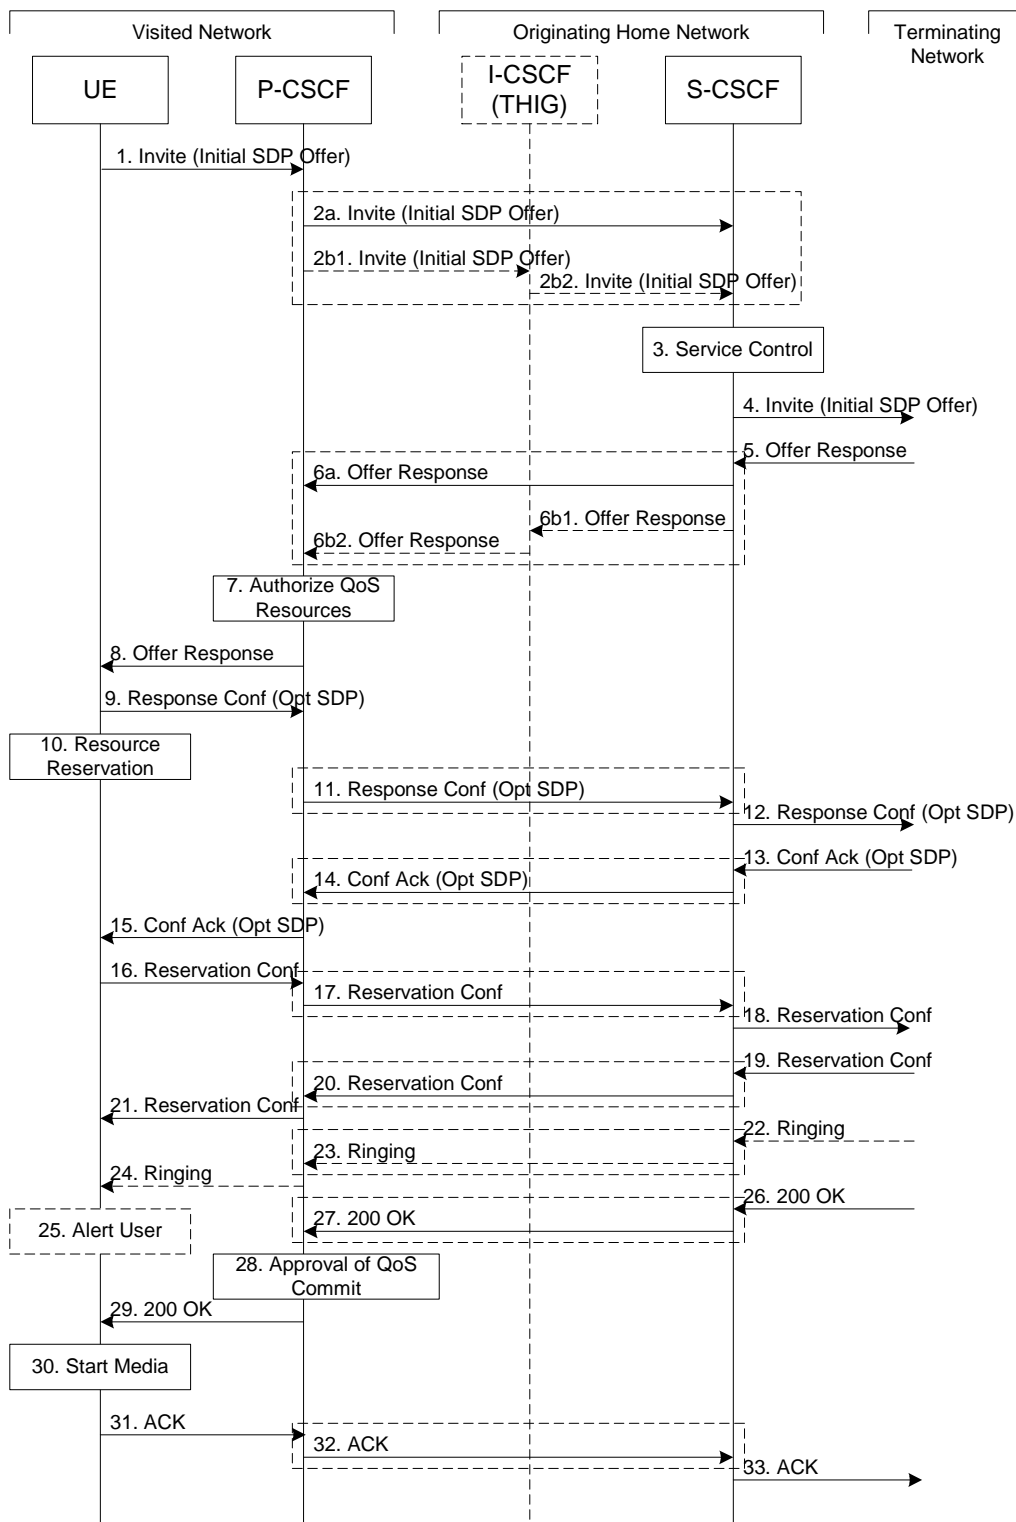 Visited Network
Originating Home Network
Terminating
Network
UE
P-CSCF
I-CSCF
(THIG)
S-CSCF
1. Invite (Initial SDP Offer)
2a. Invite (Initial SDP Offer)
2b1. Invite (Initial SDP Offer)
2b2. Invite (Initial SDP Offer)
3. Service Control
4. Invite (Initial SDP Offer)
5. Offer Response
6a. Offer Response
6b1. Offer Response
6b2. Offer Response
7. Authorize QoS
Resources
8. Offer Response
9. Response Conf (Opt SDP)
10. Resource
Reservation
11. Response Conf (Opt SDP)
12. Response Conf (Opt SDP)
13. Conf Ack (Opt SDP)
14. Conf Ack (Opt SDP)
15. Conf Ack (Opt SDP)
16. Reservation Conf
17. Reservation Conf
18. Reservation Conf
19. Reservation Conf
20. Reservation Conf
21. Reservation Conf
22. Ringing
23. Ringing
24. Ringing
25. Alert User
26. 200 OK
27. 200 OK
28. Approval of QoS
Commit
29. 200 OK
30. Start Media
31. ACK
32. ACK
33. ACK